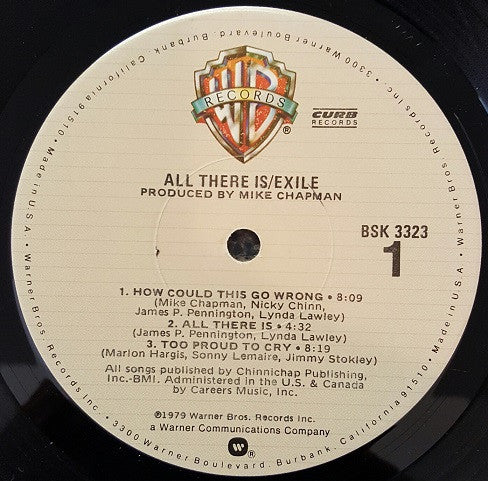 Made in U.S.A. • Warner Bros. Records Inc. • 3300 Warner Boulevard, Burbank, California 91510 • Made in U.S.A. • Warner Bros. Records Inc. • 3300 Warner Boulevard, Burbank, California 91510 •
WB
RECORDS
®
CURB
RECORDS
ALL THERE IS/EXILE
PRODUCED BY MIKE CHAPMAN
BSK 3323
1
1. HOW COULD THIS GO WRONG • 8:09
(Mike Chapman, Nicky Chinn,
James P. Pennington, Lynda Lawley)
2. ALL THERE IS • 4:32
(James P. Pennington, Lynda Lawley)
3. TOO PROUD TO CRY • 8:19
(Marlon Hargis, Sonny Lemaire, Jimmy Stokley)
All songs published by Chinnichap Publishing,
Inc.-BMI. Administered in the U.S. & Canada
by Careers Music, Inc.
©1979 Warner Bros. Records Inc.
a Warner Communications Company
®